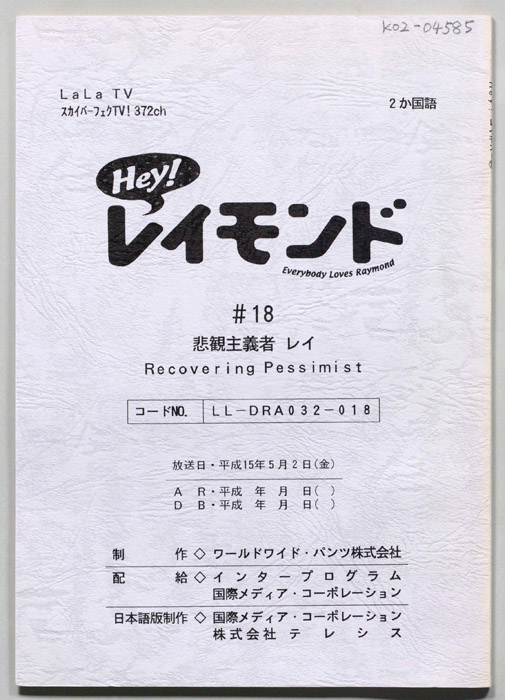 K02-04585
LaLa TV
スカイパーフェクTV! 372ch
2か国語
Hey!
レイモンド
Everybody Loves Raymond
#18
悲観主義者 レイ
Recovering Pessimist
コードNO. LL-DRA032-018
放送日・平成15年5月2日(金)
A R・平成 年 月 日( )
D B・平成 年 月 日( )
制 作◇ワールドワイド・パンツ株式会社
配 給◇インタープログラム
国際メディア・コーポレーション
日本語版制作◇国際メディア・コーポレーション
株式会社テレシス